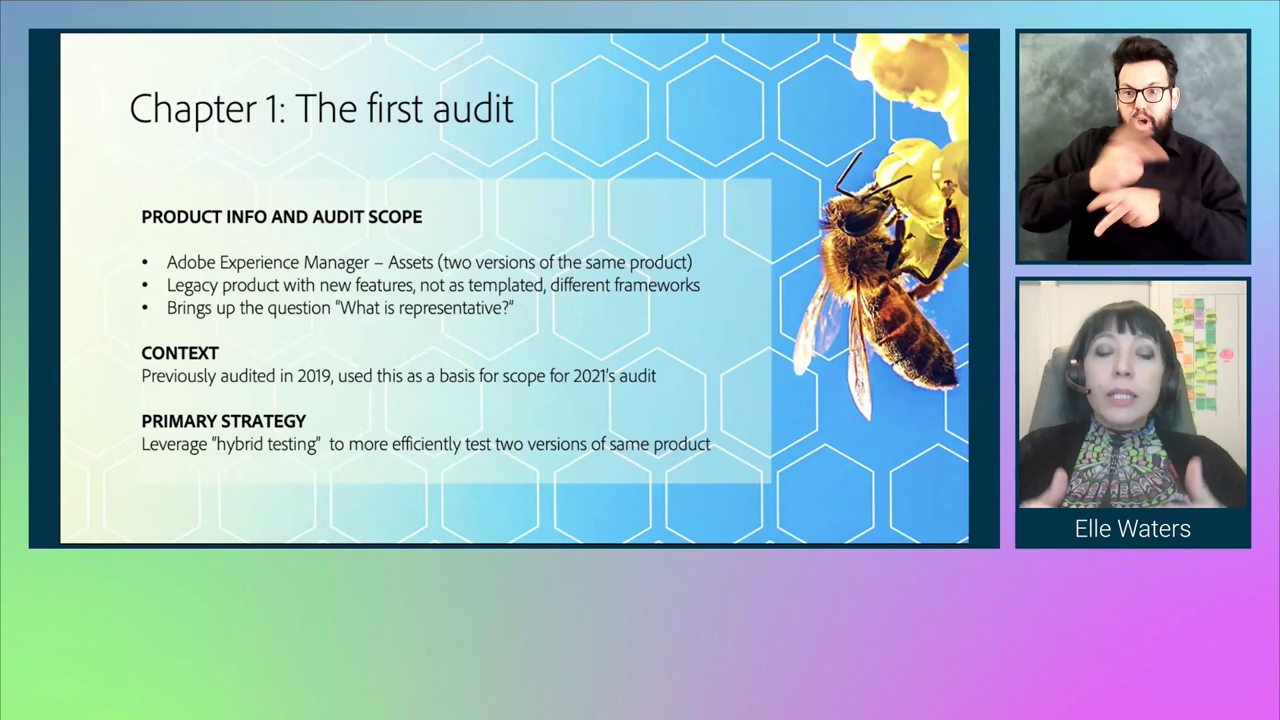 Chapter 1: The first audit
PRODUCT INFO AND AUDIT SCOPE
• Adobe Experience Manager – Assets (two versions of the same product)
• Legacy product with new features, not as templated, different frameworks
• Brings up the question "What is representative?"
CONTEXT
Previously audited in 2019, used this as a basis for scope for 2021's audit
PRIMARY STRATEGY
Leverage "hybrid testing" to more efficiently test two versions of same product
Elle Waters